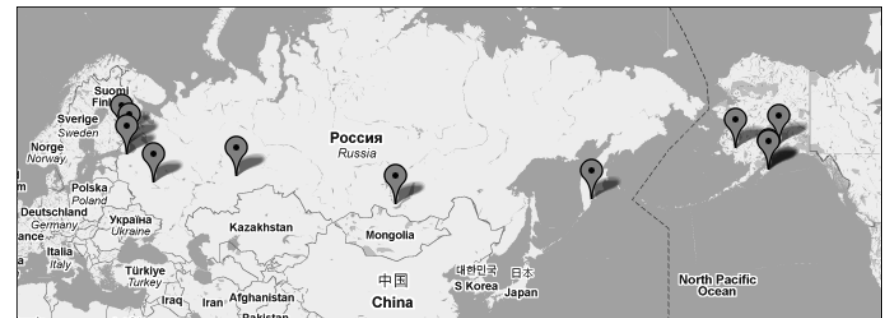 Suomi
Sverige
Sweden
Norge
Norway
Россия
Russia
Polska
Poland
Deutschland
Germany
Україна
Ukraine
Kazakhstan
Mongolia
Italia
Italy
Türkiye
Turkey
Iraq
Iran
Afghanistan
Pakistan
中国
China
대한민국
S Korea
日本
Japan
North Pacific
Ocean